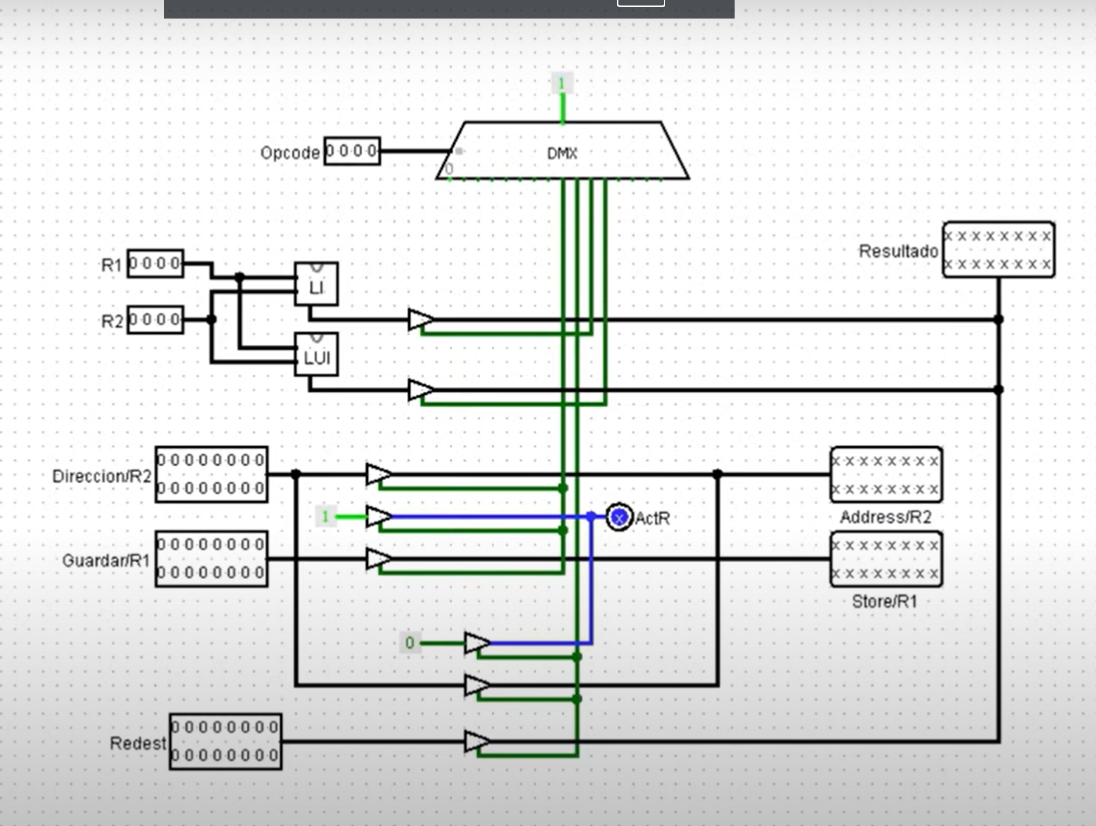 1
Opcode 0 0 0 0
DMX
0
R1 0 0 0 0
LI
Resultado x x x x x x x x
x x x x x x x x
R2 0 0 0 0
LUI
Direccion/R2 0 0 0 0 0 0 0 0
0 0 0 0 0 0 0 0
x x x x x x x x
x x x x x x x x
Address/R2
1
x ActR
Guardar/R1 0 0 0 0 0 0 0 0
0 0 0 0 0 0 0 0
x x x x x x x x
x x x x x x x x
Store/R1
0
Redest 0 0 0 0 0 0 0 0
0 0 0 0 0 0 0 0